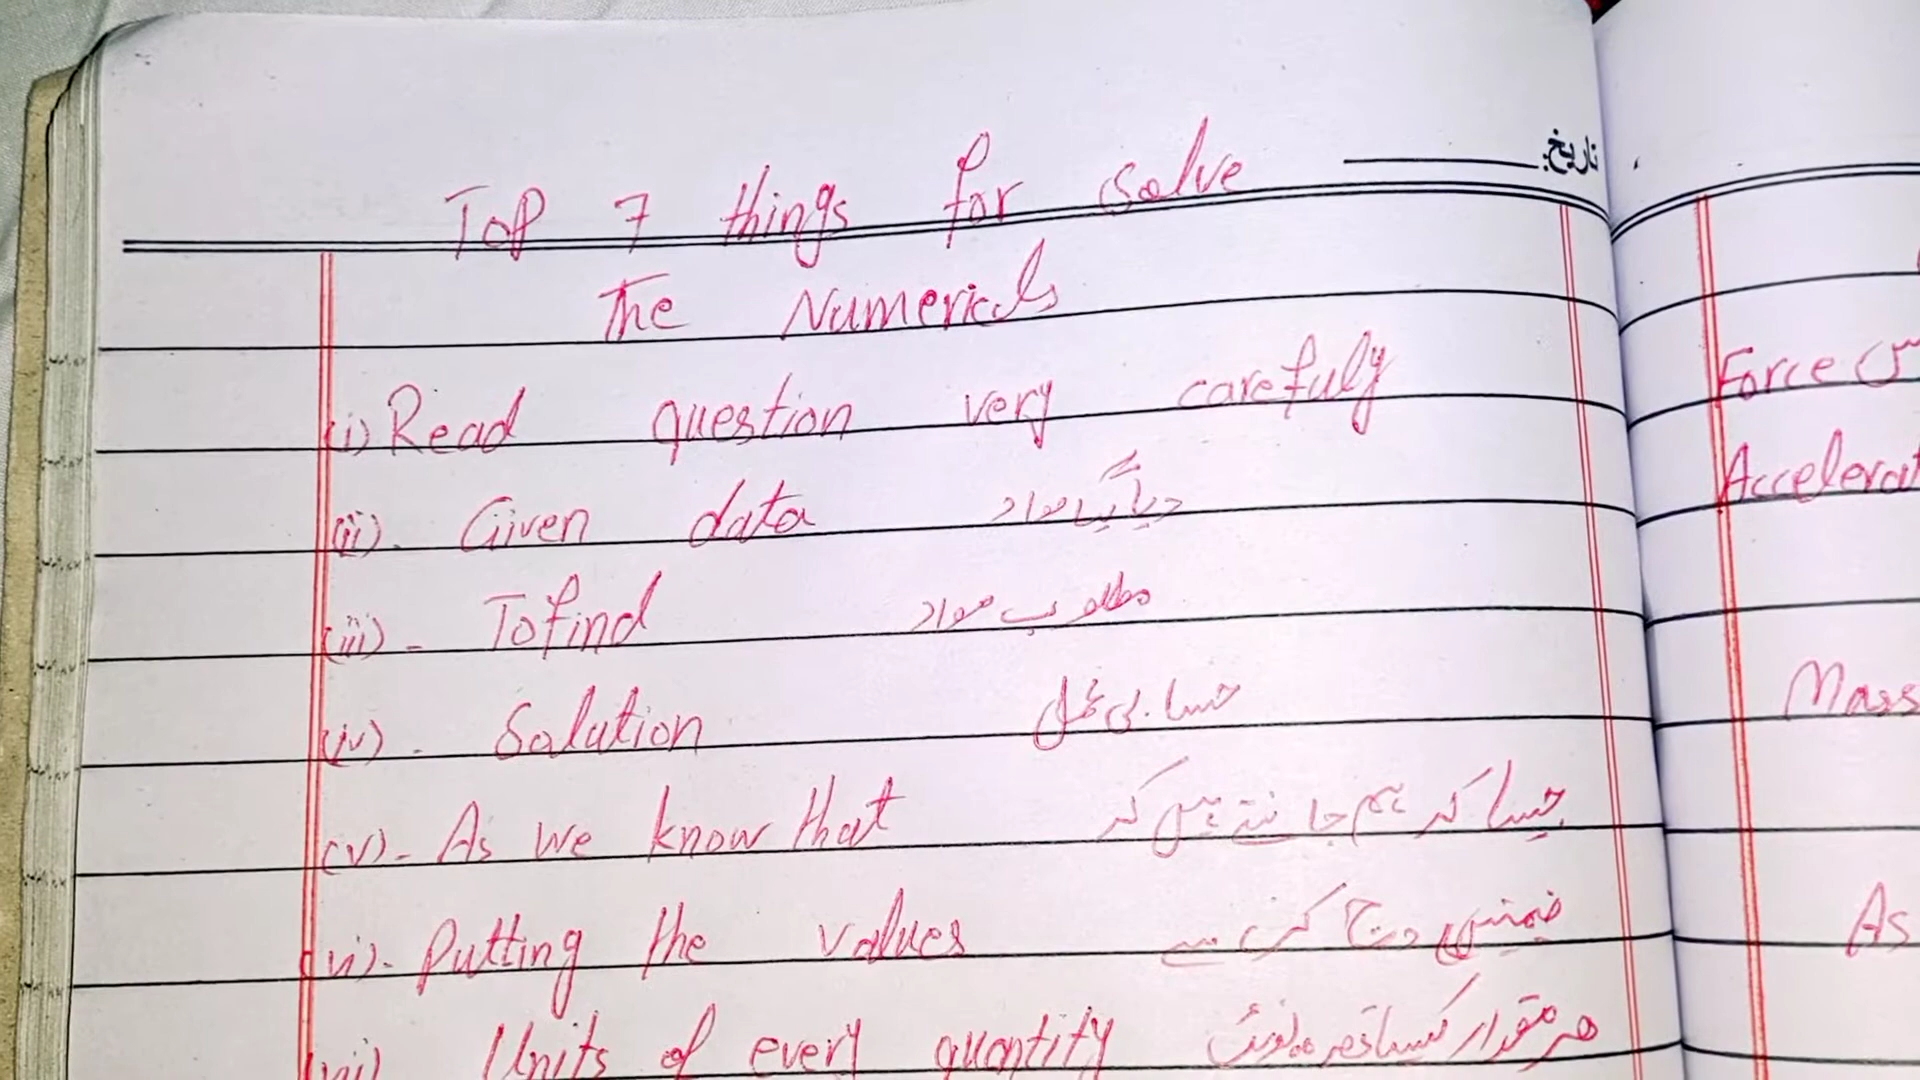 تاریخ:
Top 7 things for solve
The Numericals
(i) Read question very carefuly
(ii). Given data دیا گیا مواد
(iii) - To find مطلوب مواد
(iv). Solution حسابی عمل
(v)- As we know that جیسا کہ ہم جانتے ہیں کہ
(vi). Putting the values قیمتیں درج کرنے سے
(vii) Units of every quantity ہر مقدار کیساتھ یونٹ
Force
Accelerat
Mass
As